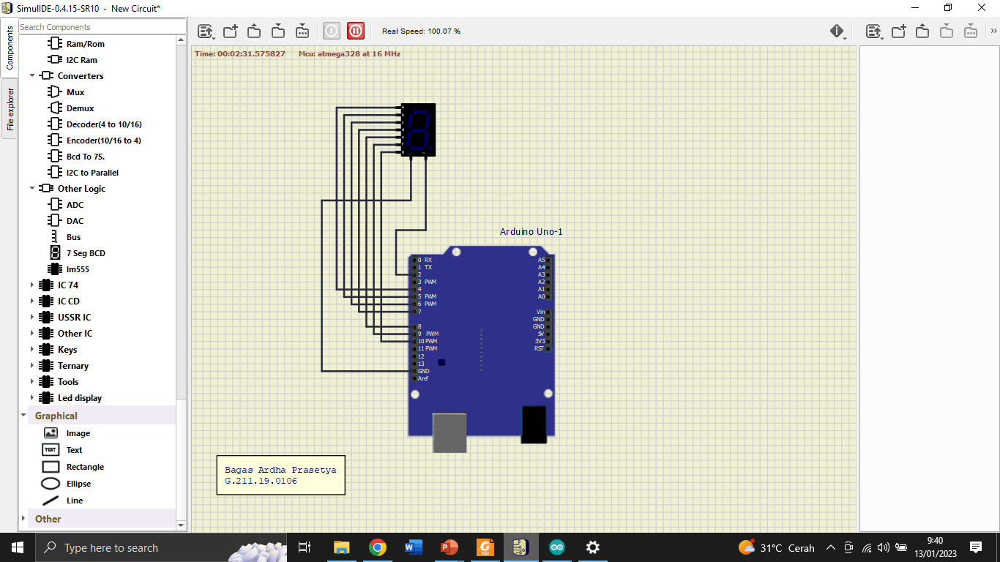 SimulIDE-0.4.15-SR10 - New Circuit*
Components
File explorer
Search Components
Ram/Rom
I2C Ram
Converters
Mux
Demux
Decoder(4 to 10/16)
Encoder(10/16 to 4)
Bcd To 7S.
I2C to Parallel
Other Logic
ADC
DAC
Bus
7 Seg BCD
lm555
IC 74
IC CD
USSR IC
Other IC
Keys
Ternary
Tools
Led display
Graphical
Image
TEXT Text
Rectangle
Ellipse
Line
Other
Real Speed: 100.07 %
»
Time: 00:02:31.575827 Mcu: atmega328 at 16 MHz
a
b
c
d
e
f
g
Arduino Uno-1
0 RX
1 TX
2
3 PWM
4
5 PWM
6 PWM
7
8
9 PWM
10 PWM
11 PWM
12
13
GND
Aref
A5
A4
A3
A2
A1
A0
Vin
GND
GND
5V
3V3
RST
Bagas Ardha Prasetya
G.211.19.0106
Type here to search
31°C Cerah
9:40
13/01/2023